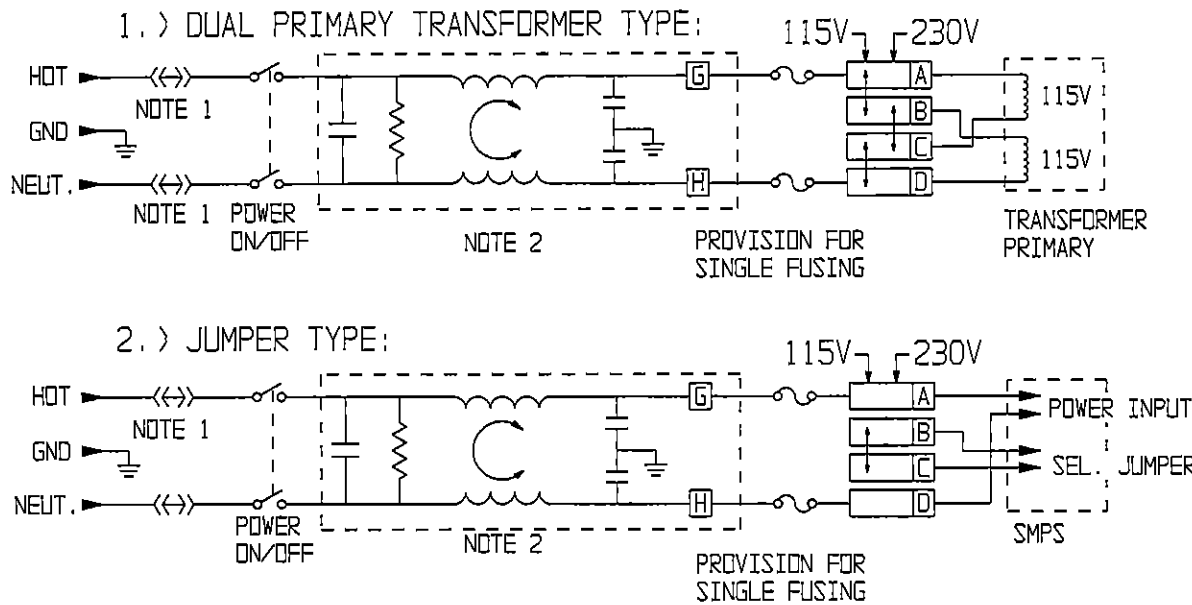 1.) DUAL PRIMARY TRANSFORMER TYPE:
115V 230V
HOT
NOTE 1
GND
NEUT.
NOTE 1
POWER
ON/OFF
NOTE 2
G
H
PROVISION FOR
SINGLE FUSING
A
B
C
D
115V
115V
TRANSFORMER
PRIMARY
2.) JUMPER TYPE:
115V 230V
HOT
NOTE 1
GND
NEUT.
POWER
ON/OFF
NOTE 2
G
H
PROVISION FOR
SINGLE FUSING
A
B
C
D
POWER INPUT
SEL. JUMPER
SMPS